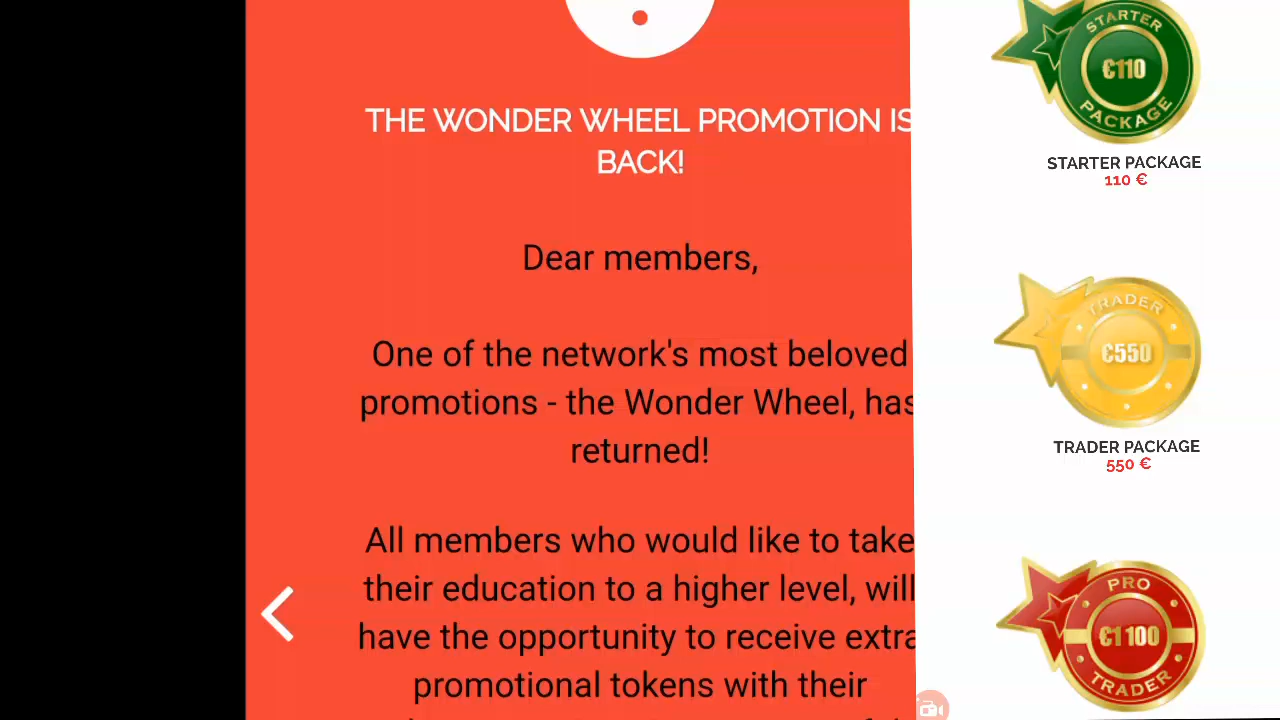 THE WONDER WHEEL PROMOTION IS
BACK!
Dear members,
One of the network's most beloved
promotions - the Wonder Wheel, has
returned!
All members who would like to take
their education to a higher level, will
have the opportunity to receive extra
promotional tokens with their
STARTER
€110
PACKAGE
STARTER PACKAGE
110 €
TRADER
€550
TRADER PACKAGE
550 €
PRO
€1 100
TRADER